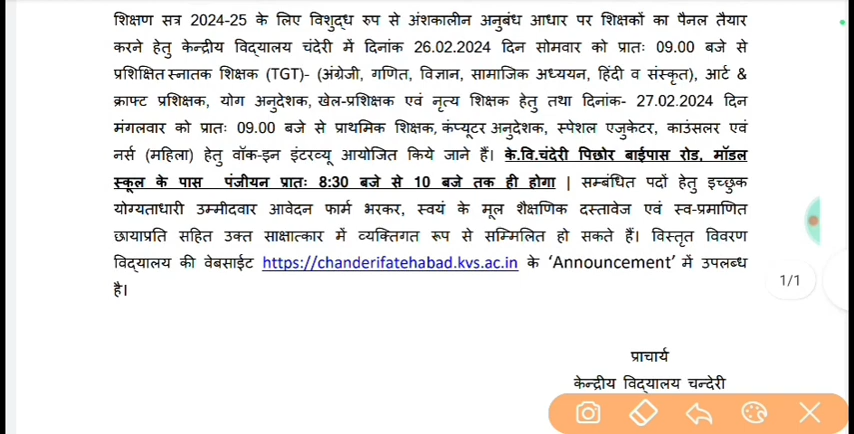 शिक्षण सत्र 2024-25 के लिए विशुद्ध रुप से अंशकालीन अनुबंध आधार पर शिक्षकों का पैनल तैयार
करने हेतु केन्द्रीय विद्यालय चंदेरी में दिनांक 26.02.2024 दिन सोमवार को प्रातः 09.00 बजे से
प्रशिक्षित स्नातक शिक्षक (TGT)- (अंग्रेजी, गणित, विज्ञान, सामाजिक अध्ययन, हिंदी व संस्कृत), आर्ट &
क्राफ्ट प्रशिक्षक, योग अनुदेशक, खेल-प्रशिक्षक एवं नृत्य शिक्षक हेतु तथा दिनांक- 27.02.2024 दिन
मंगलवार को प्रातः 09.00 बजे से प्राथमिक शिक्षक, कंप्यूटर अनुदेशक, स्पेशल एजुकेटर, काउंसलर एवं
नर्स (महिला) हेतु वॉक-इन इंटरव्यू आयोजित किये जाने हैं। के.वि.चंदेरी पिछोर बाईपास रोड, मॉडल
स्कूल के पास पंजीयन प्रातः 8:30 बजे से 10 बजे तक ही होगा | सम्बंधित पदों हेतु इच्छुक
योग्यताधारी उम्मीदवार आवेदन फार्म भरकर, स्वयं के मूल शैक्षणिक दस्तावेज एवं स्व-प्रमाणित
छायाप्रति सहित उक्त साक्षात्कार में व्यक्तिगत रूप से सम्मिलित हो सकते हैं। विस्तृत विवरण
विद्यालय की वेबसाईट https://chanderifatehabad.kvs.ac.in के ‘Announcement’ में उपलब्ध
है।
1/1
प्राचार्य
केन्द्रीय विद्यालय चन्देरी